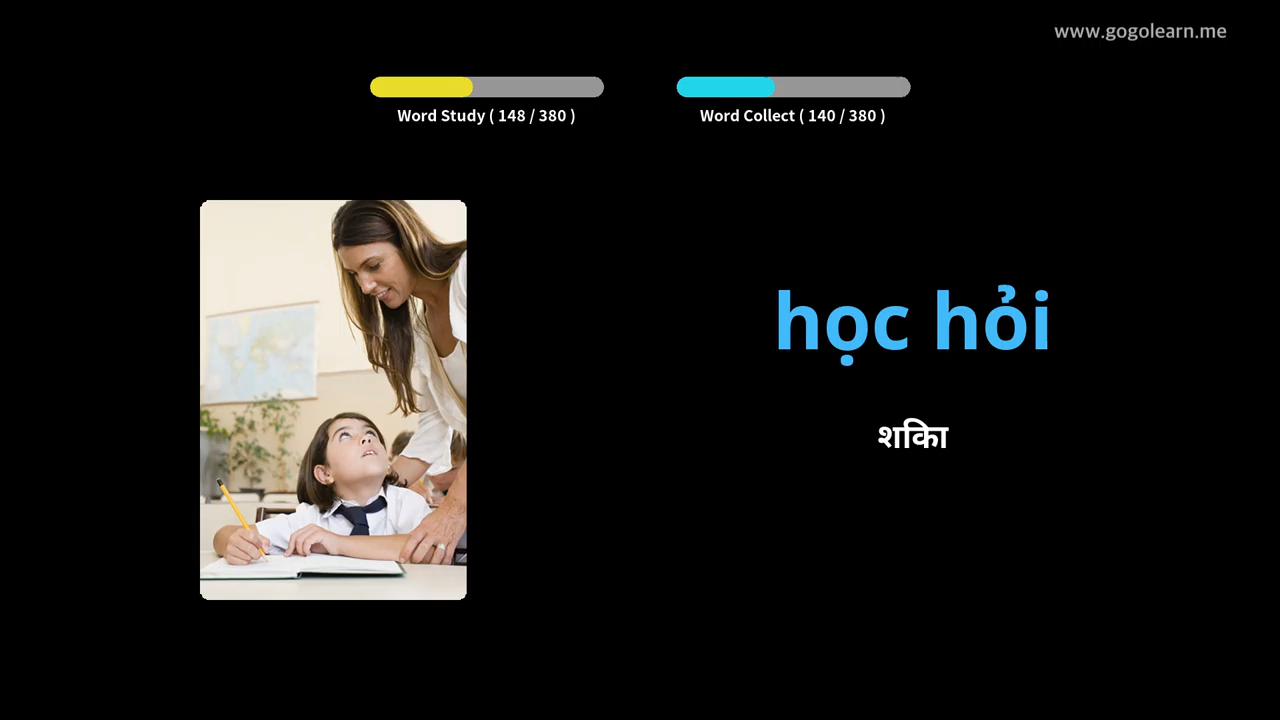 www.gogolearn.me
Word Study ( 148 / 380 )
Word Collect ( 140 / 380 )
học hỏi
शकिा